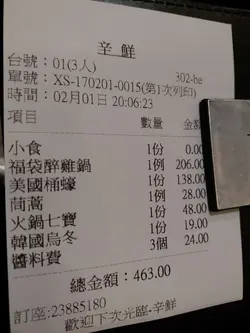 辛鮮
台號：01(3人)
單號：XS-170201-0015(第1次列印)
302-be
時間：02月01日 20:06:23
項目 數量 金額
小食 1份 0.00
福袋醉雞鍋 1例 206.00
美國桶蠔 1份 138.00
茼蒿 1例 28.00
火鍋七寶 1份 48.00
韓國烏冬 1份 19.00
醬料費 3個 24.00
總金額：463.00
訂座:23885180
歡迎下次光臨-辛鮮